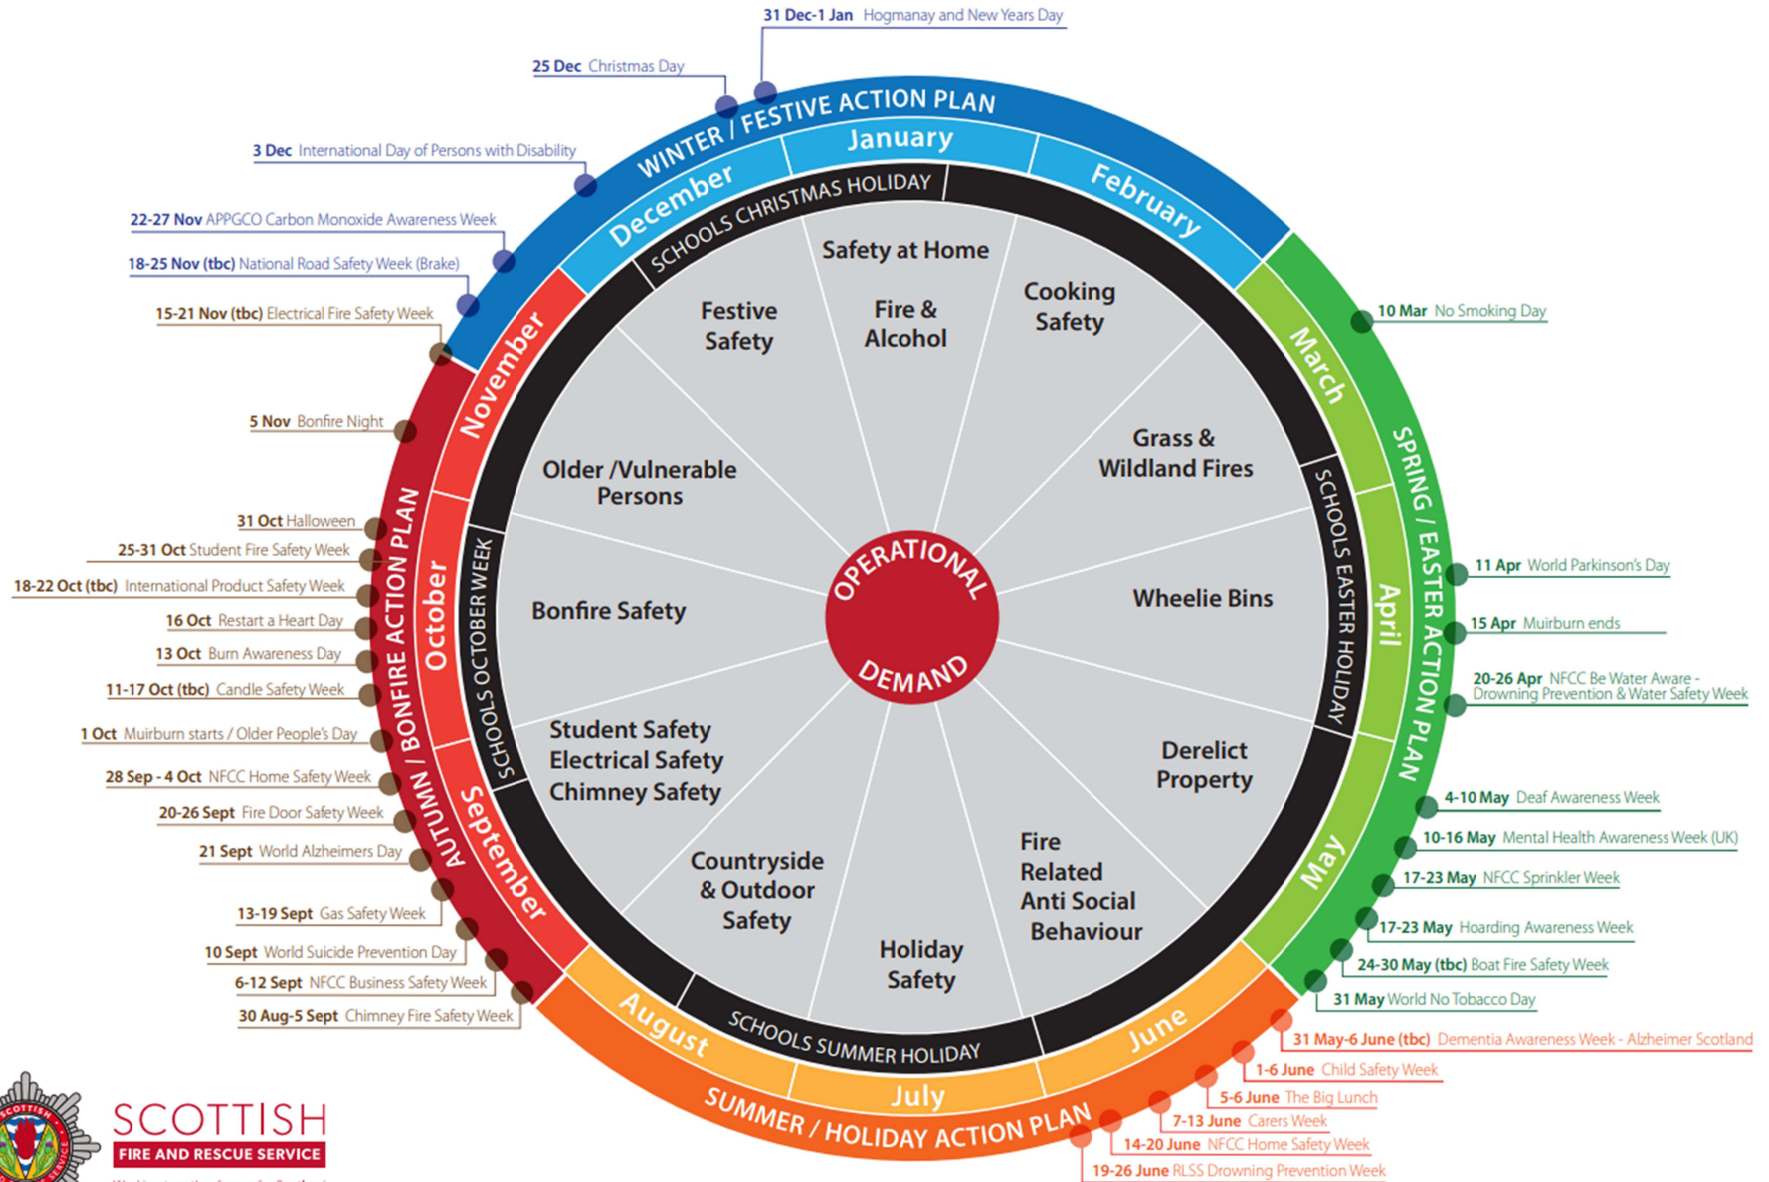 31 Dec-1 Jan Hogmanay and New Years Day
25 Dec Christmas Day
3 Dec International Day of Persons with Disability
22-27 Nov APPGCO Carbon Monoxide Awareness Week
18-25 Nov (tbc) National Road Safety Week (Brake)
15-21 Nov (tbc) Electrical Fire Safety Week
5 Nov Bonfire Night
31 Oct Halloween
25-31 Oct Student Fire Safety Week
18-22 Oct (tbc) International Product Safety Week
16 Oct Restart a Heart Day
13 Oct Burn Awareness Day
11-17 Oct (tbc) Candle Safety Week
1 Oct Muirburn starts / Older People's Day
28 Sep - 4 Oct NFCC Home Safety Week
20-26 Sept Fire Door Safety Week
21 Sept World Alzheimers Day
13-19 Sept Gas Safety Week
10 Sept World Suicide Prevention Day
6-12 Sept NFCC Business Safety Week
30 Aug-5 Sept Chimney Fire Safety Week
WINTER / FESTIVE ACTION PLAN
SPRING / EASTER ACTION PLAN
SUMMER / HOLIDAY ACTION PLAN
AUTUMN / BONFIRE ACTION PLAN
January
February
March
April
May
June
July
August
September
October
November
December
SCHOOLS CHRISTMAS HOLIDAY
SCHOOLS EASTER HOLIDAY
SCHOOLS SUMMER HOLIDAY
SCHOOLS OCTOBER WEEK
Safety at Home
Fire &
Alcohol
Cooking
Safety
Grass &
Wildland Fires
Wheelie Bins
Derelict
Property
Fire
Related
Anti Social
Behaviour
Holiday
Safety
Countryside
& Outdoor
Safety
Student Safety
Electrical Safety
Chimney Safety
Bonfire Safety
Older /Vulnerable
Persons
Festive
Safety
OPERATIONAL
DEMAND
10 Mar No Smoking Day
11 Apr World Parkinson's Day
15 Apr Muirburn ends
20-26 Apr NFCC Be Water Aware -
Drowning Prevention & Water Safety Week
4-10 May Deaf Awareness Week
10-16 May Mental Health Awareness Week (UK)
17-23 May NFCC Sprinkler Week
17-23 May Hoarding Awareness Week
24-30 May (tbc) Boat Fire Safety Week
31 May World No Tobacco Day
31 May-6 June (tbc) Dementia Awareness Week - Alzheimer Scotland
1-6 June Child Safety Week
5-6 June The Big Lunch
7-13 June Carers Week
14-20 June NFCC Home Safety Week
19-26 June RLSS Drowning Prevention Week
SCOTTISH
SCOTTISH
FIRE AND RESCUE SERVICE